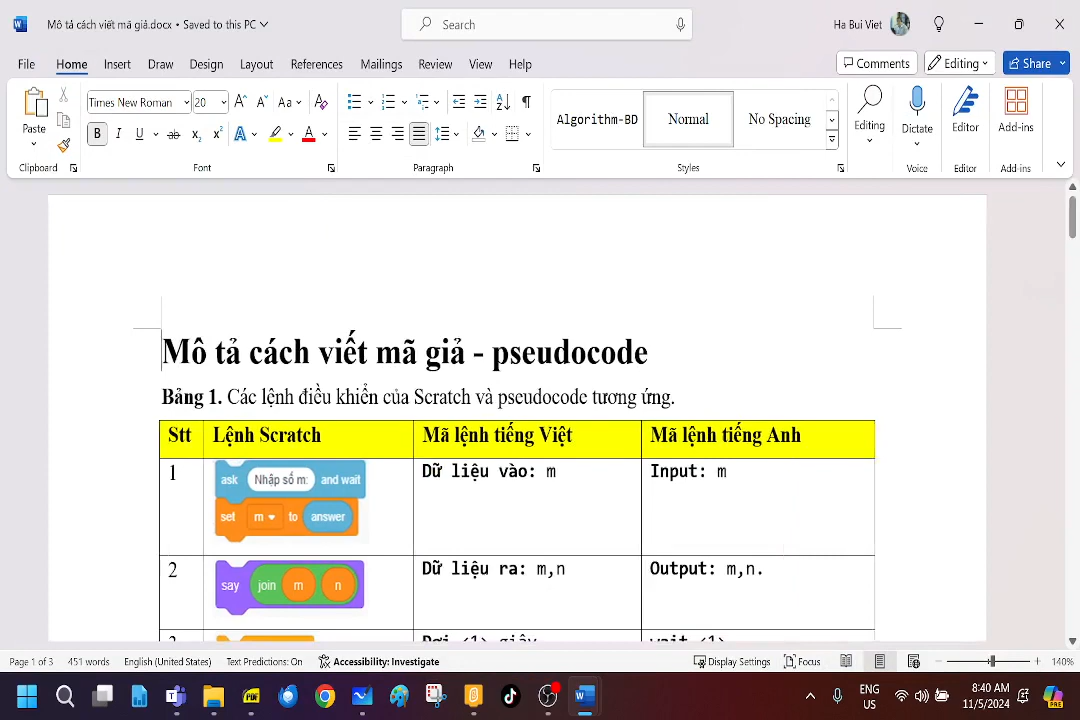 Mô tả cách viết mã giả.docx • Saved to this PC
Search
Ha Bui Viet
File Home Insert Draw Design Layout References Mailings Review View Help
Comments Editing Share
Paste
Times New Roman 20
Algorithm-BD Normal No Spacing
Editing Dictate Editor Add-ins
Clipboard Font Paragraph Styles Voice Editor Add-ins
Mô tả cách viết mã giả - pseudocode
Bảng 1. Các lệnh điều khiển của Scratch và pseudocode tương ứng.
Stt Lệnh Scratch Mã lệnh tiếng Việt Mã lệnh tiếng Anh
1 ask Nhập số m: and wait Dữ liệu vào: m Input: m
set m to answer
2 say join m n Dữ liệu ra: m,n Output: m,n.
Đợi <1> giây wait <1>
Page 1 of 3 451 words English (United States) Text Predictions: On Accessibility: Investigate Display Settings Focus 140%
ENG
US
8:40 AM
11/5/2024